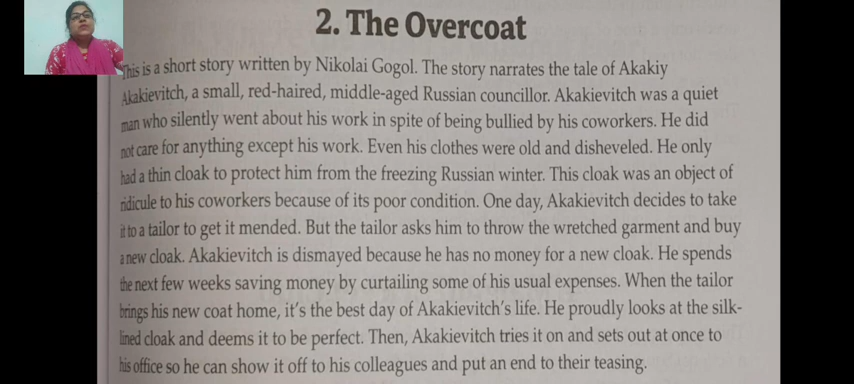 2. The Overcoat
This is a short story written by Nikolai Gogol. The story narrates the tale of Akakiy
Akakievitch, a small, red-haired, middle-aged Russian councillor. Akakievitch was a quiet
man who silently went about his work in spite of being bullied by his coworkers. He did
not care for anything except his work. Even his clothes were old and disheveled. He only
had a thin cloak to protect him from the freezing Russian winter. This cloak was an object of
ridicule to his coworkers because of its poor condition. One day, Akakievitch decides to take
it to a tailor to get it mended. But the tailor asks him to throw the wretched garment and buy
a new cloak. Akakievitch is dismayed because he has no money for a new cloak. He spends
the next few weeks saving money by curtailing some of his usual expenses. When the tailor
brings his new coat home, it's the best day of Akakievitch's life. He proudly looks at the silk-
lined cloak and deems it to be perfect. Then, Akakievitch tries it on and sets out at once to
his office so he can show it off to his colleagues and put an end to their teasing.